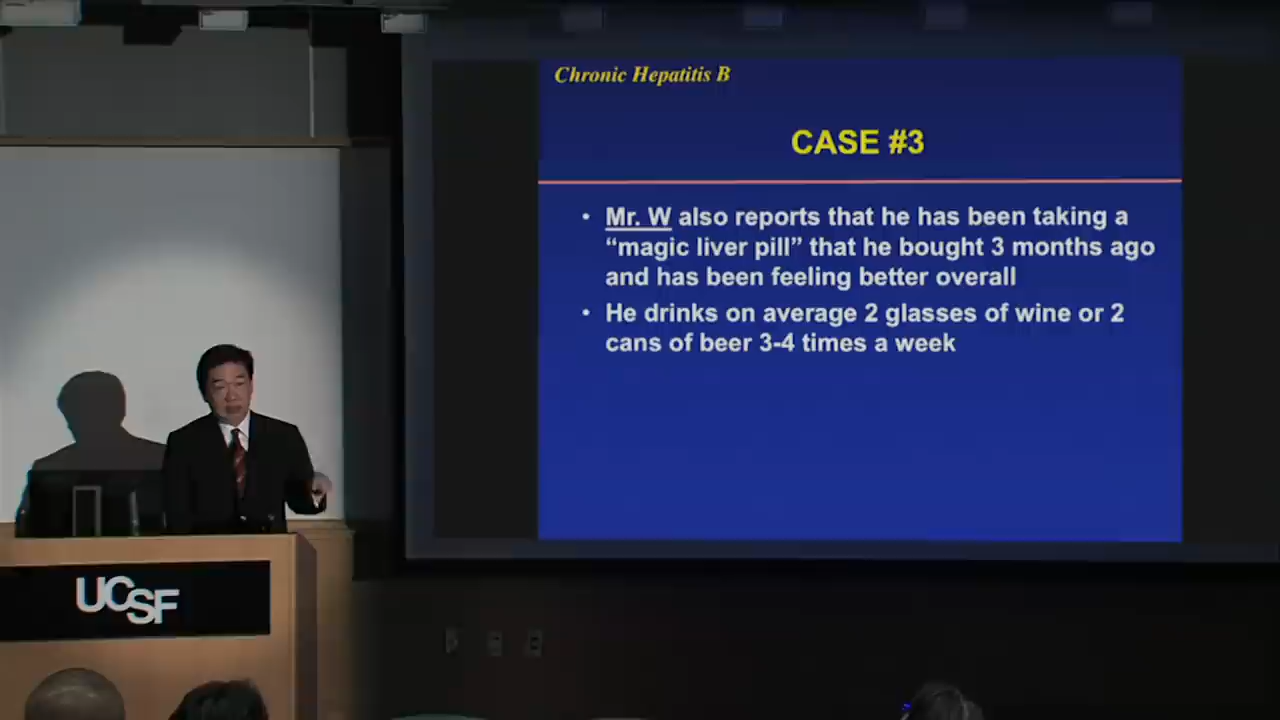 Chronic Hepatitis B
CASE #3
• Mr. W also reports that he has been taking a
“magic liver pill” that he bought 3 months ago
and has been feeling better overall
• He drinks on average 2 glasses of wine or 2
cans of beer 3-4 times a week
UCSF